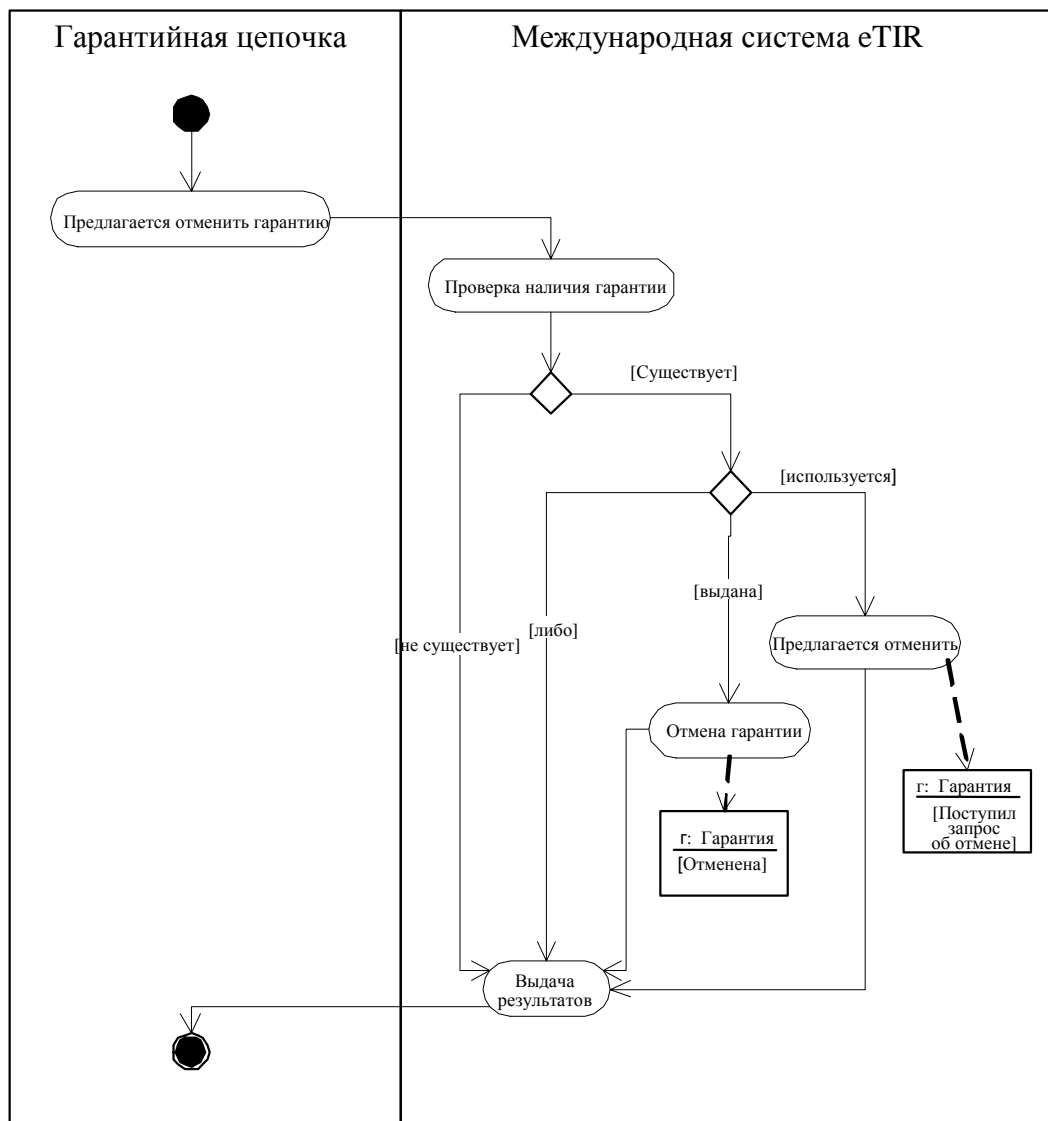 Гарантийная цепочка
Международная система eTIR
Предлагается отменить гарантию
Проверка наличия гарантии
[Существует]
[используется]
[выдана]
[либо]
[не существует]
Предлагается отменить
Отмена гарантии
г: Гарантия
[Поступил
запрос
об отмене]
г: Гарантия
[Отменена]
Выдача
результатов